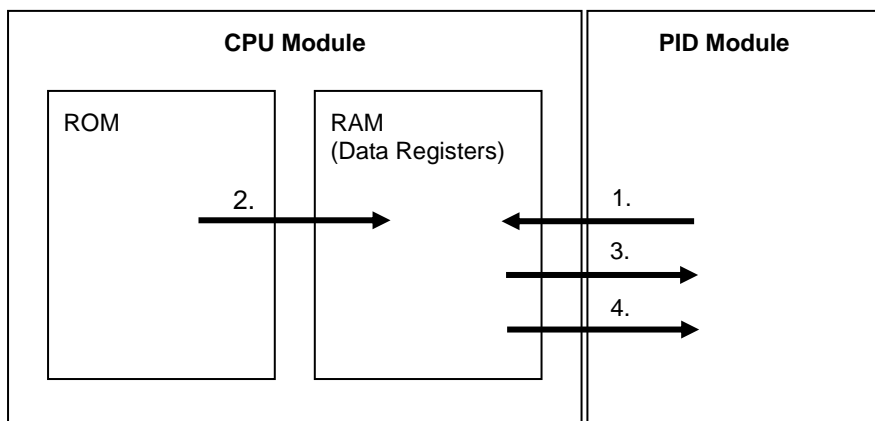 CPU Module
PID Module
ROM
RAM
(Data Registers)
2.
1.
3.
4.